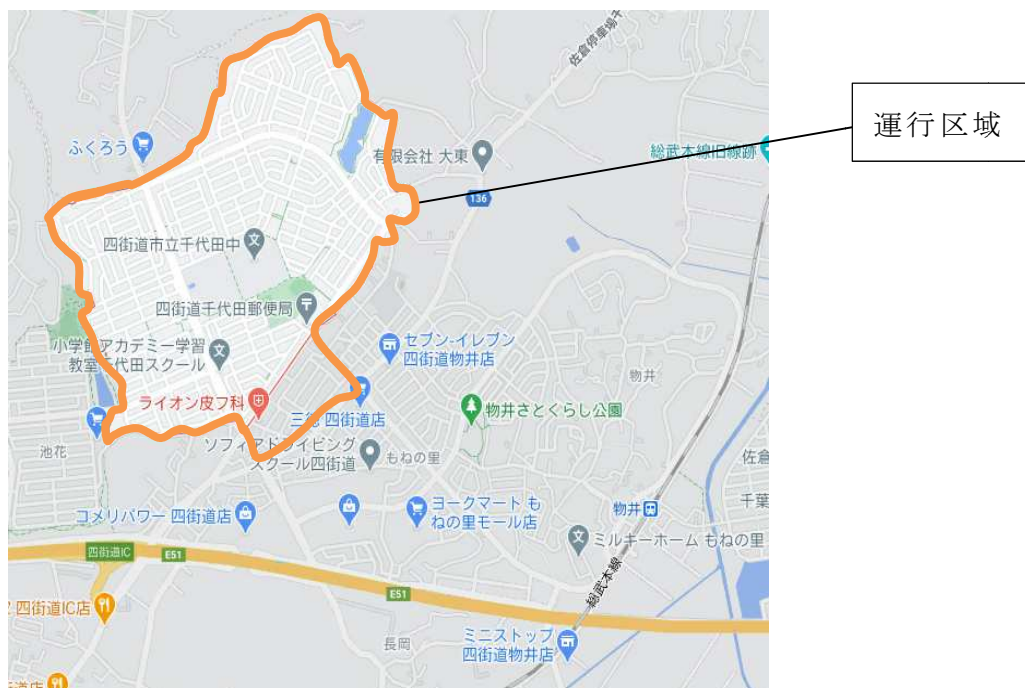 佐倉停車場千
運行区域
ふくろう
有限会社 大東
総武本線旧線跡
136
四街道市立千代田中
四街道千代田郵便局
小学館アカデミー学習
教室千代田スクール
セブン-イレブン
四街道物井店
物井
ライオン皮フ科
三徳 四街道店
物井さとくらし公園
ソフィアドライビング
スクール四街道
もねの里
池花
佐倉
千葉
コメリパワー 四街道店
ヨークマート も
ねの里モール店
物井
ミルキーホーム もねの里
四街道IC
E51
E51
総武本線
四街道IC店
長岡
ミニストップ
四街道物井店
道店